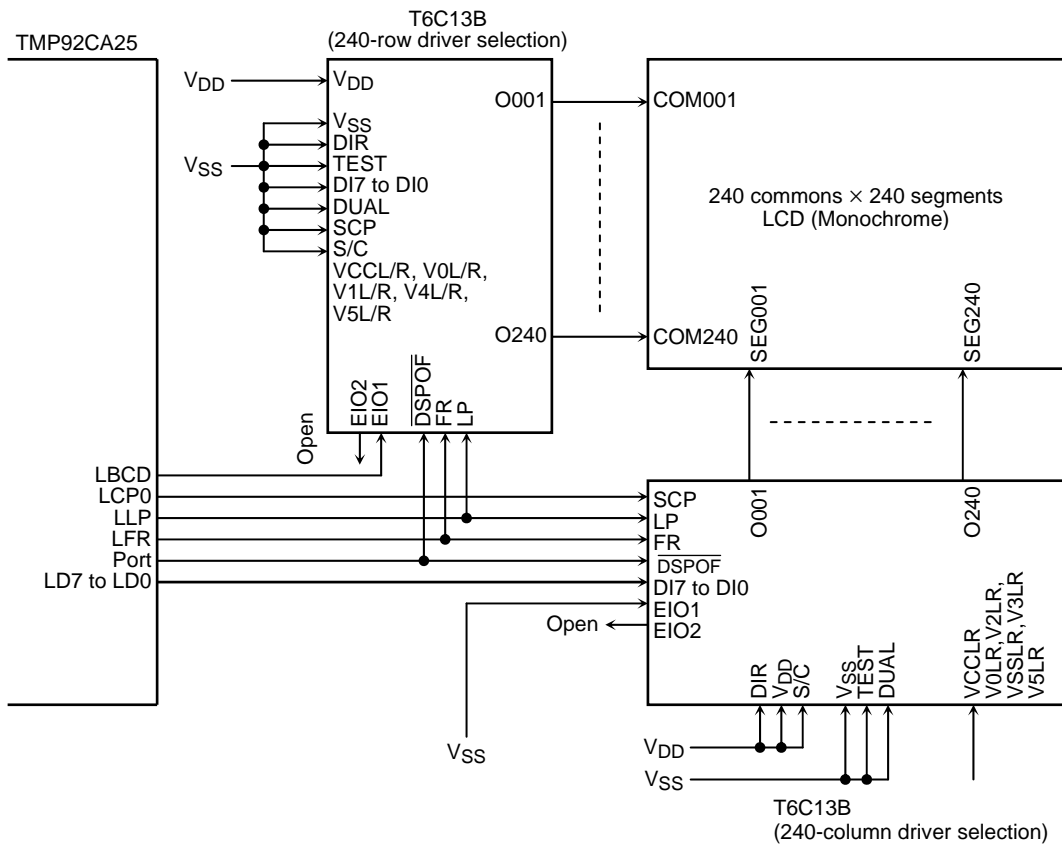 T6C13B
(240-row driver selection)
TMP92CA25
VDD
VDD
VSS
VSS
DIR
TEST
DI7 to DI0
DUAL
SCP
S/C
VCCL/R, V0L/R,
V1L/R, V4L/R,
V5L/R
O001
O240
EIO2
EIO1
DSPOF
FR
LP
Open
COM001
240 commons × 240 segments
LCD (Monochrome)
COM240
SEG001
SEG240
LBCD
LCP0
LLP
LFR
Port
LD7 to LD0
SCP
LP
FR
DSPOF
DI7 to DI0
EIO1
EIO2
Open
O001
O240
DIR
VDD
S/C
VSS
TEST
DUAL
VCCLR
V0LR,V2LR,
VSSLR,V3LR
V5LR
VSS
VDD
VSS
T6C13B
(240-column driver selection)